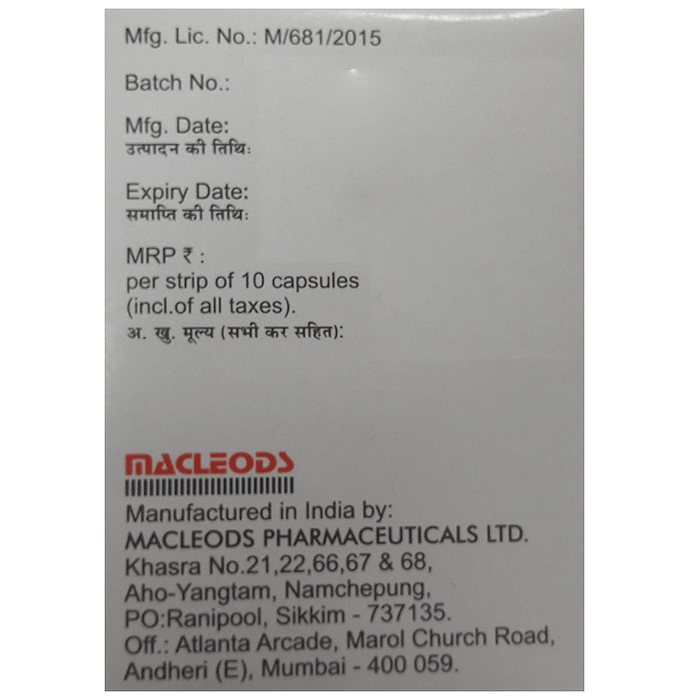 Mfg. Lic. No.: M/681/2015
Batch No.:
Mfg. Date:
उत्पादन की तिथिः
Expiry Date:
समाप्ति की तिथिः
MRP ₹ :
per strip of 10 capsules
(incl.of all taxes).
अ. खु. मूल्य (सभी कर सहित):
MACLEODS
Manufactured in India by:
MACLEODS PHARMACEUTICALS LTD.
Khasra No.21,22,66,67 & 68,
Aho-Yangtam, Namchepung,
PO:Ranipool, Sikkim - 737135.
Off.: Atlanta Arcade, Marol Church Road,
Andheri (E), Mumbai - 400 059.